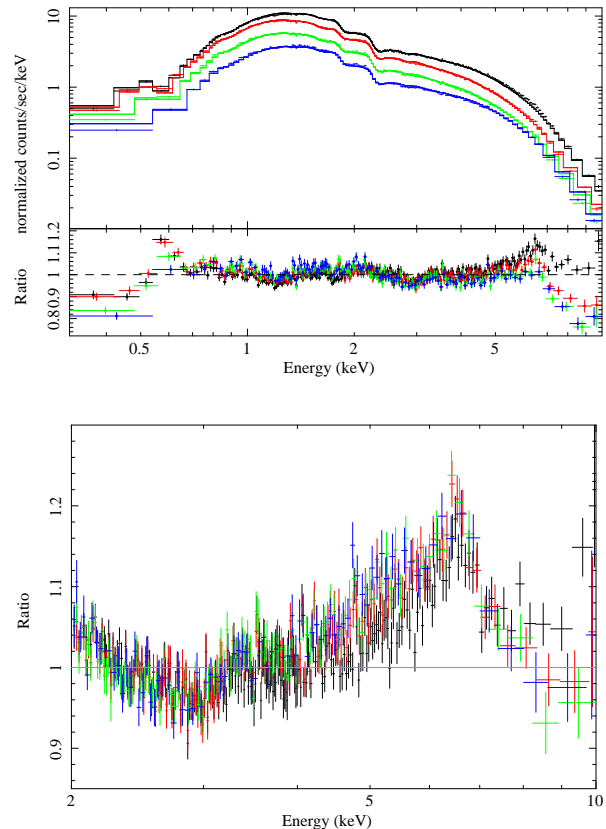 normalized counts/sec/keV
10
1
0.1
Ratio
0.8 0.9 1 1.1 1.2
0.5 1 2 5
Energy (keV)
Ratio
1.2
1.1
1
0.9
2 5 10
Energy (keV)